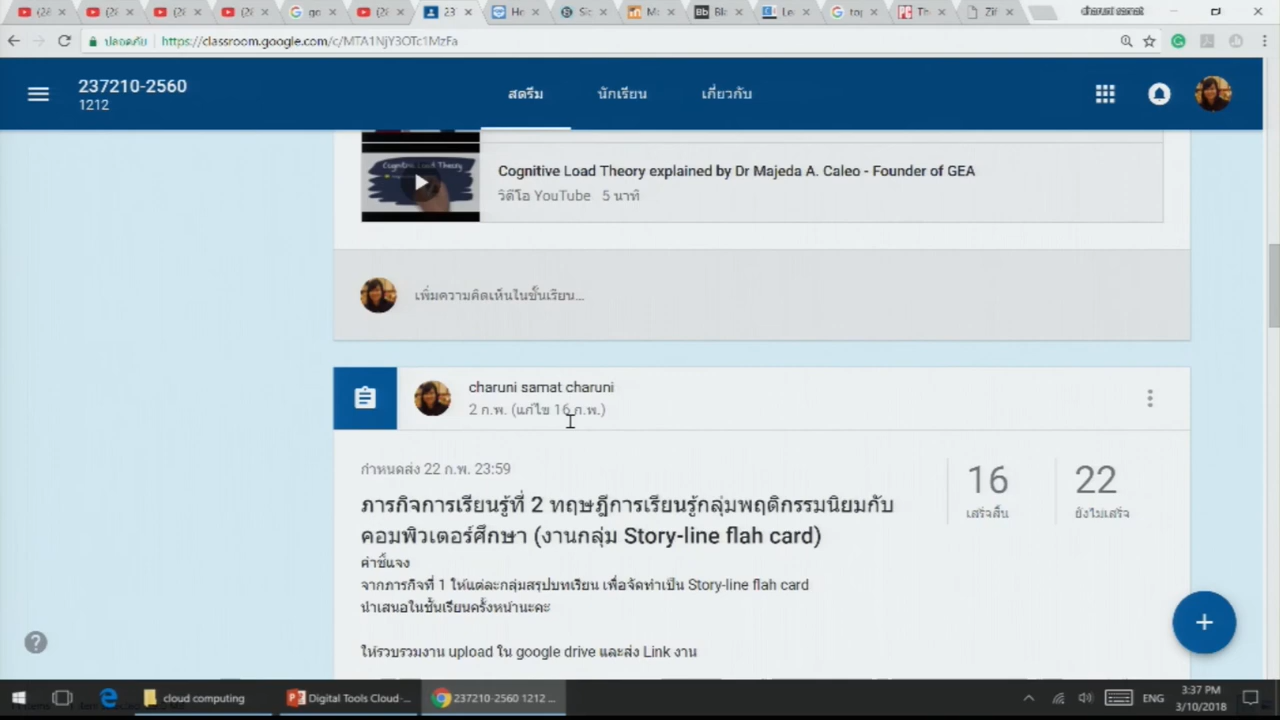 23
charuni samat
ปลอดภัย
https://classroom.google.com/c/MTA1NjY3OTc1MzFa
237210-2560
1212
สตรีม
นักเรียน
เกี่ยวกับ
Cognitive Load Theory
Cognitive Load Theory explained by Dr Majeda A. Caleo - Founder of GEA
วิดีโอ YouTube 5 นาที
เพิ่มความคิดเห็นในชั้นเรียน...
charuni samat charuni
2 ก.พ. (แก้ไข 16 ก.พ.)
กำหนดส่ง 22 ก.พ. 23:59
16
22
เสร็จสิ้น
ยังไม่เสร็จ
ภารกิจการเรียนรู้ที่ 2 ทฤษฎีการเรียนรู้กลุ่มพฤติกรรมนิยมกับ
คอมพิวเตอร์ศึกษา (งานกลุ่ม Story-line flah card)
คำชี้แจง
จากภารกิจที่ 1 ให้แต่ละกลุ่มสรุปบทเรียน เพื่อจัดทำเป็น Story-line flah card
นำเสนอในชั้นเรียนครั้งหน้านะคะ
ให้รวบรวมงาน upload ใน google drive และส่ง Link งาน
cloud computing
Digital Tools Cloud-...
237210-2560 1212 ...
ENG
3:37 PM
3/10/2018